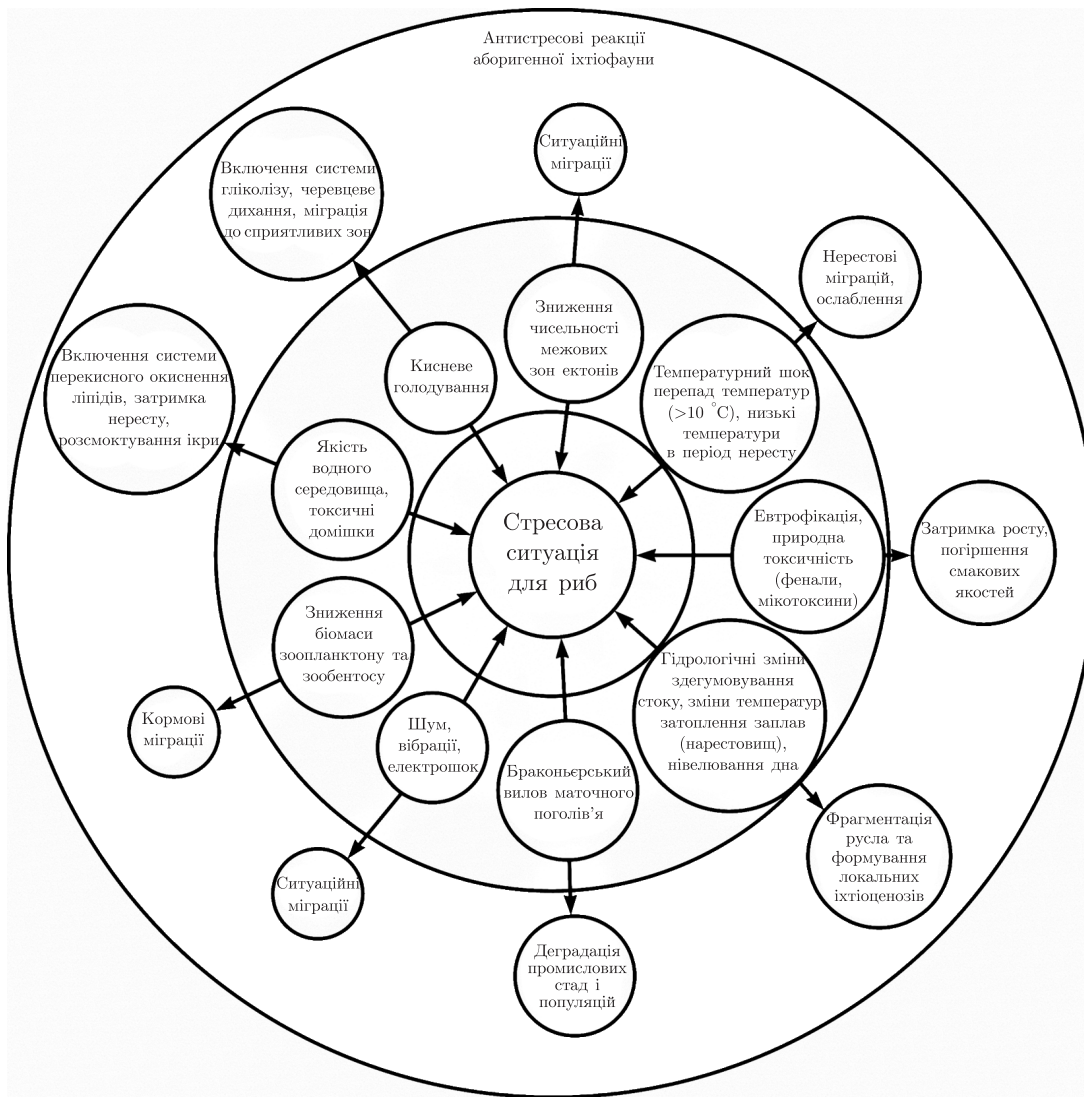 Антистресові реакції
аборигенної іхтіофауни
Ситуаційні
міграції
Включення системи
гліколізу, черевцеве
дихання, міграція
до сприятливих зон
Нерестові
міграцій,
ослаблення
Зниження
чисельності
межових
зон ектонів
Включення системи
перекисного окиснення
ліпідів, затримка
нересту,
розсмоктування ікри
Кисневе
голодування
Температурний шок
перепад температур
(>10 °C), низькі
температури
в період нересту
Якість
водного
середовища,
токсичні
домішки
Стресова
ситуація
для риб
Евтрофікація,
природна
токсичність
(фенали,
мікотоксини)
Затримка росту,
погіршення
смакових
якостей
Зниження
біомаси
зоопланктону та
зообентосу
Гідрологічні зміни
здегумовування
стоку, зміни температур
затоплення заплав
(нарестовищ),
нівелювання дна
Кормові
міграції
Шум,
вібрації,
електрошок
Браконьєрський
вилов маточного
поголів’я
Фрагментація
русла та
формування
локальних
іхтіоценозів
Ситуаційні
міграції
Деградація
промислових
стад і
популяцій